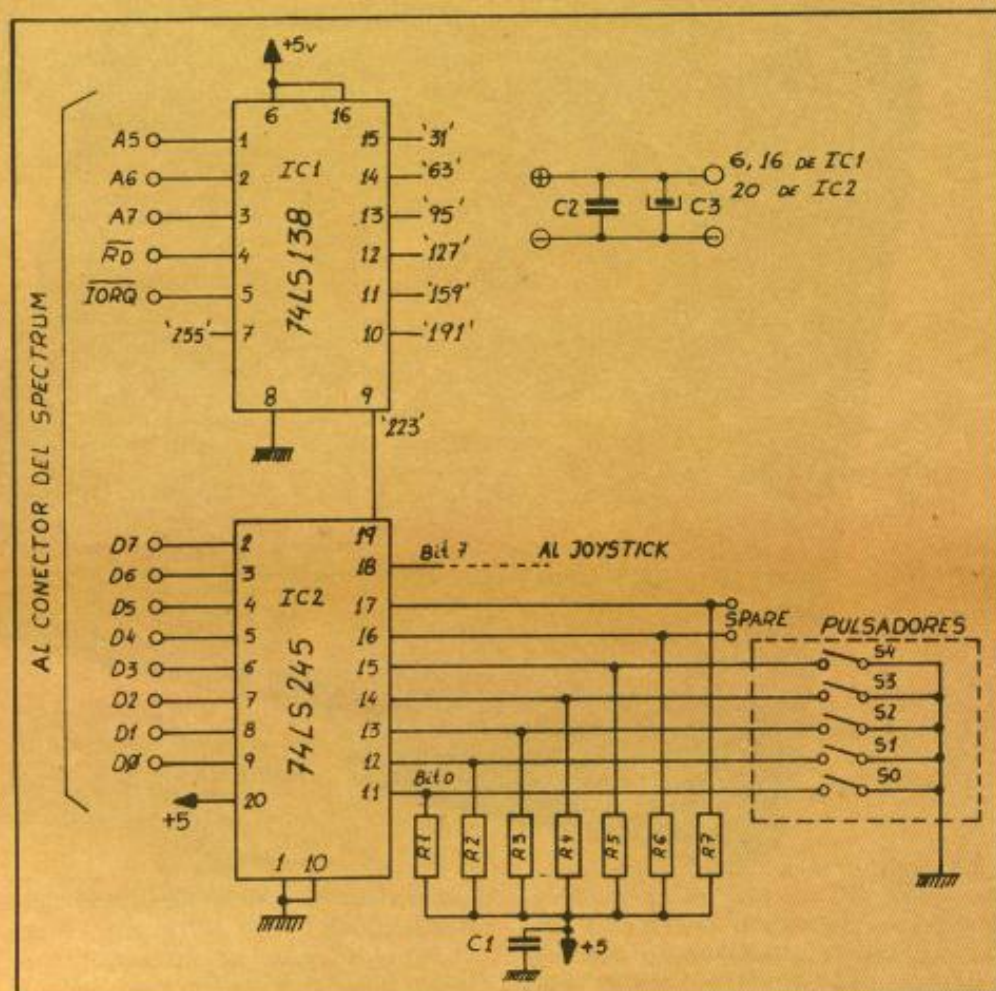 AL CONECTOR DEL SPECTRUM
+5v
6 16
A5 1 15 '31'
A6 2 IC1 14 '63'
A7 3 13 '95'
RD 4 12 '127'
IORQ 5 11 '159'
'255' 7 10 '191'
74LS138
8 9
'223'
6, 16 DE IC1
20 DE IC2
C2 C3
19
D7 2 18 Bit 7 AL JOYSTICK
D6 3
D5 4 IC2 17
SPARE
D4 5 16
D3 6 15
D2 7 14
D1 8 13
DØ 9 12
20 11 Bit 0
+5
74LS245
1 10
PULSADORES
S4
S3
S2
S1
S0
R1 R2 R3 R4 R5 R6 R7
C1 +5